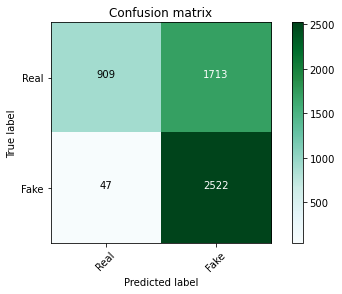 Confusion matrix
2500
Real
909
1713
2000
1500
True label
1000
Fake
47
2522
500
Real
Fake
Predicted label